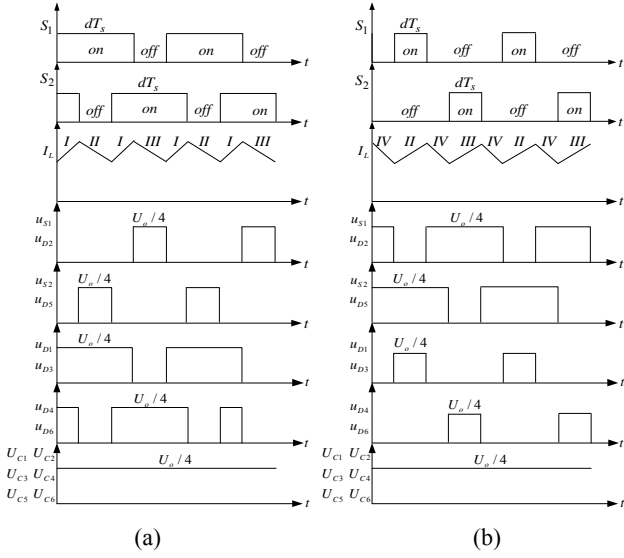 S1 dTs
on off on off t
S2 dTs
off on off on t
IL I II I III I II I III t
uS1 Uo / 4
uD2 t
uS2 Uo / 4
uD5 t
uD1 Uo / 4
uD3 t
uD4 Uo / 4
uD6 t
UC1 UC2 Uo / 4
UC3 UC4
UC5 UC6 t
(a)
S1 dTs
on off on off t
S2 dTs
off on off on t
IL IV II IV III IV II IV III t
uS1 Uo / 4
uD2 t
uS2 Uo / 4
uD5 t
uD1 Uo / 4
uD3 t
uD4 Uo / 4
uD6 t
UC1 UC2 Uo / 4
UC3 UC4
UC5 UC6 t
(b)